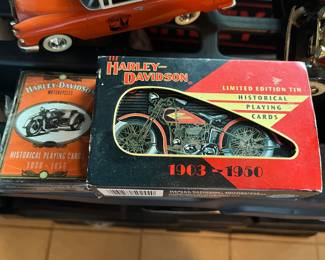 THE
HARLEY-
DAVIDSON
LIMITED EDITION TIN
HISTORICAL
PLAYING
CARDS
1903-1950
HARLEY-DAVIDSON
MOTORCYCLES
HISTORICAL PLAYING CARDS